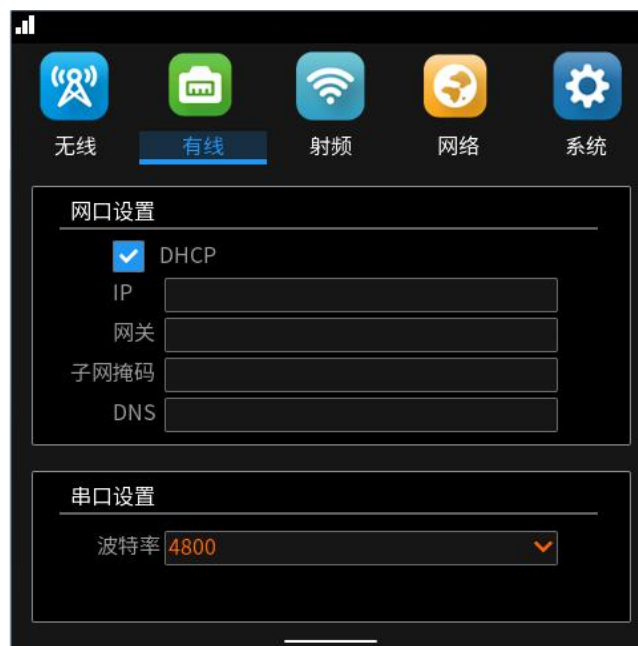 无线 有线 射频 网络 系统
网口设置
DHCP
IP
网关
子网掩码
DNS
串口设置
波特率 4800